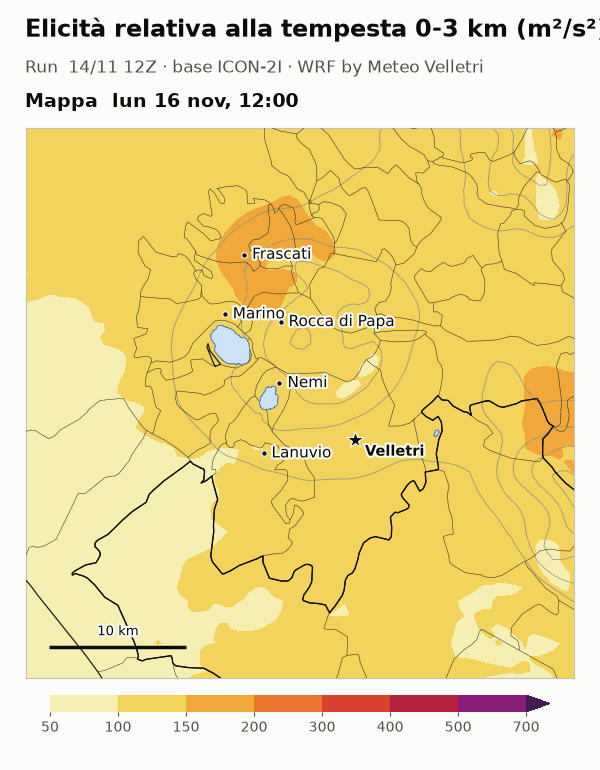 Elicità relativa alla tempesta 0-3 km (m²/s²)
Run 14/11 12Z · base ICON-2I · WRF by Meteo Velletri
Mappa lun 16 nov, 12:00
Frascati
Marino
Rocca di Papa
Nemi
Velletri
Lanuvio
10 km
50 100 150 200 300 400 500 700